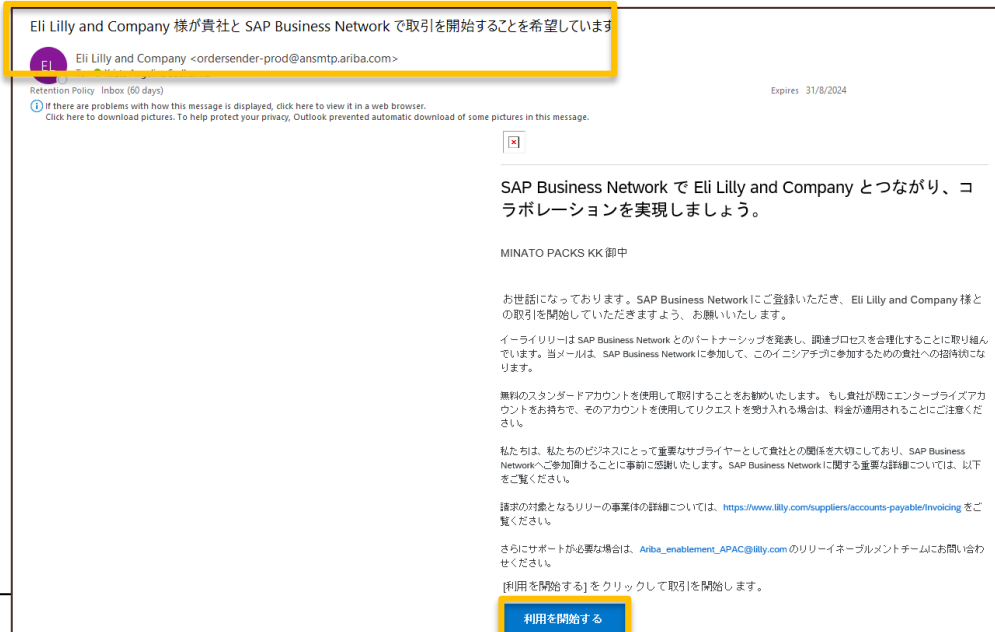 Eli Lilly and Company 様が貴社と SAP Business Network で取引を開始することを希望しています
EL
Eli Lilly and Company <ordersender-prod@ansmtp.ariba.com>
Retention Policy Inbox (60 days)
Expires 31/8/2024
If there are problems with how this message is displayed, click here to view it in a web browser.
Click here to download pictures. To help protect your privacy, Outlook prevented automatic download of some pictures in this message.
SAP Business Network で Eli Lilly and Company とつながり、コ
ラボレーションを実現しましょう。
MINATO PACKS KK 御中
お世話になっております。SAP Business Network にご登録いただき、Eli Lilly and Company 様と
の取引を開始していただきますよう、お願いいたします。
イーライリリーは SAP Business Network とのパートナーシップを発表し、調達プロセスを合理化することに取り組ん
でいます。当メールは、SAP Business Network に参加して、このイニシアチブに参加するための貴社への招待状にな
ります。
無料のスタンダードアカウントを使用して取引することをお勧めいたします。 もし貴社が既にエンタープライズアカ
ウントをお持ちで、そのアカウントを使用してリクエストを受け入れる場合は、料金が適用されることにご注意くだ
さい。
私たちは、私たちのビジネスにとって重要なサプライヤーとして貴社との関係を大切にしており、SAP Business
Networkへご参加頂けることに事前に感謝いたします。SAP Business Network に関する重要な詳細については、以下
をご覧ください。
請求の対象となるリリーの事業体の詳細については、https://www.lilly.com/suppliers/accounts-payable/Invoicing をご
覧ください。
さらにサポートが必要な場合は、Ariba_enablement_APAC@lilly.com のリリーイネーブルメントチームにお問い合わ
せください。
[利用を開始する] をクリックして取引を開始します。
利用を開始する